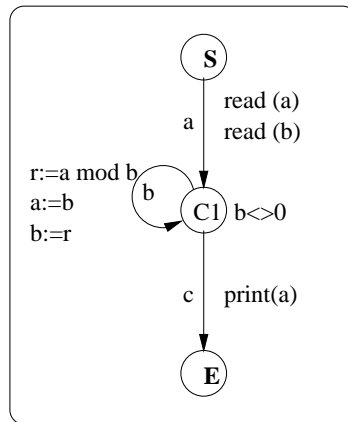 S
read (a)
a
read (b)
r:=a mod b
b
a:=b
C1
b<>0
b:=r
c
print(a)
E